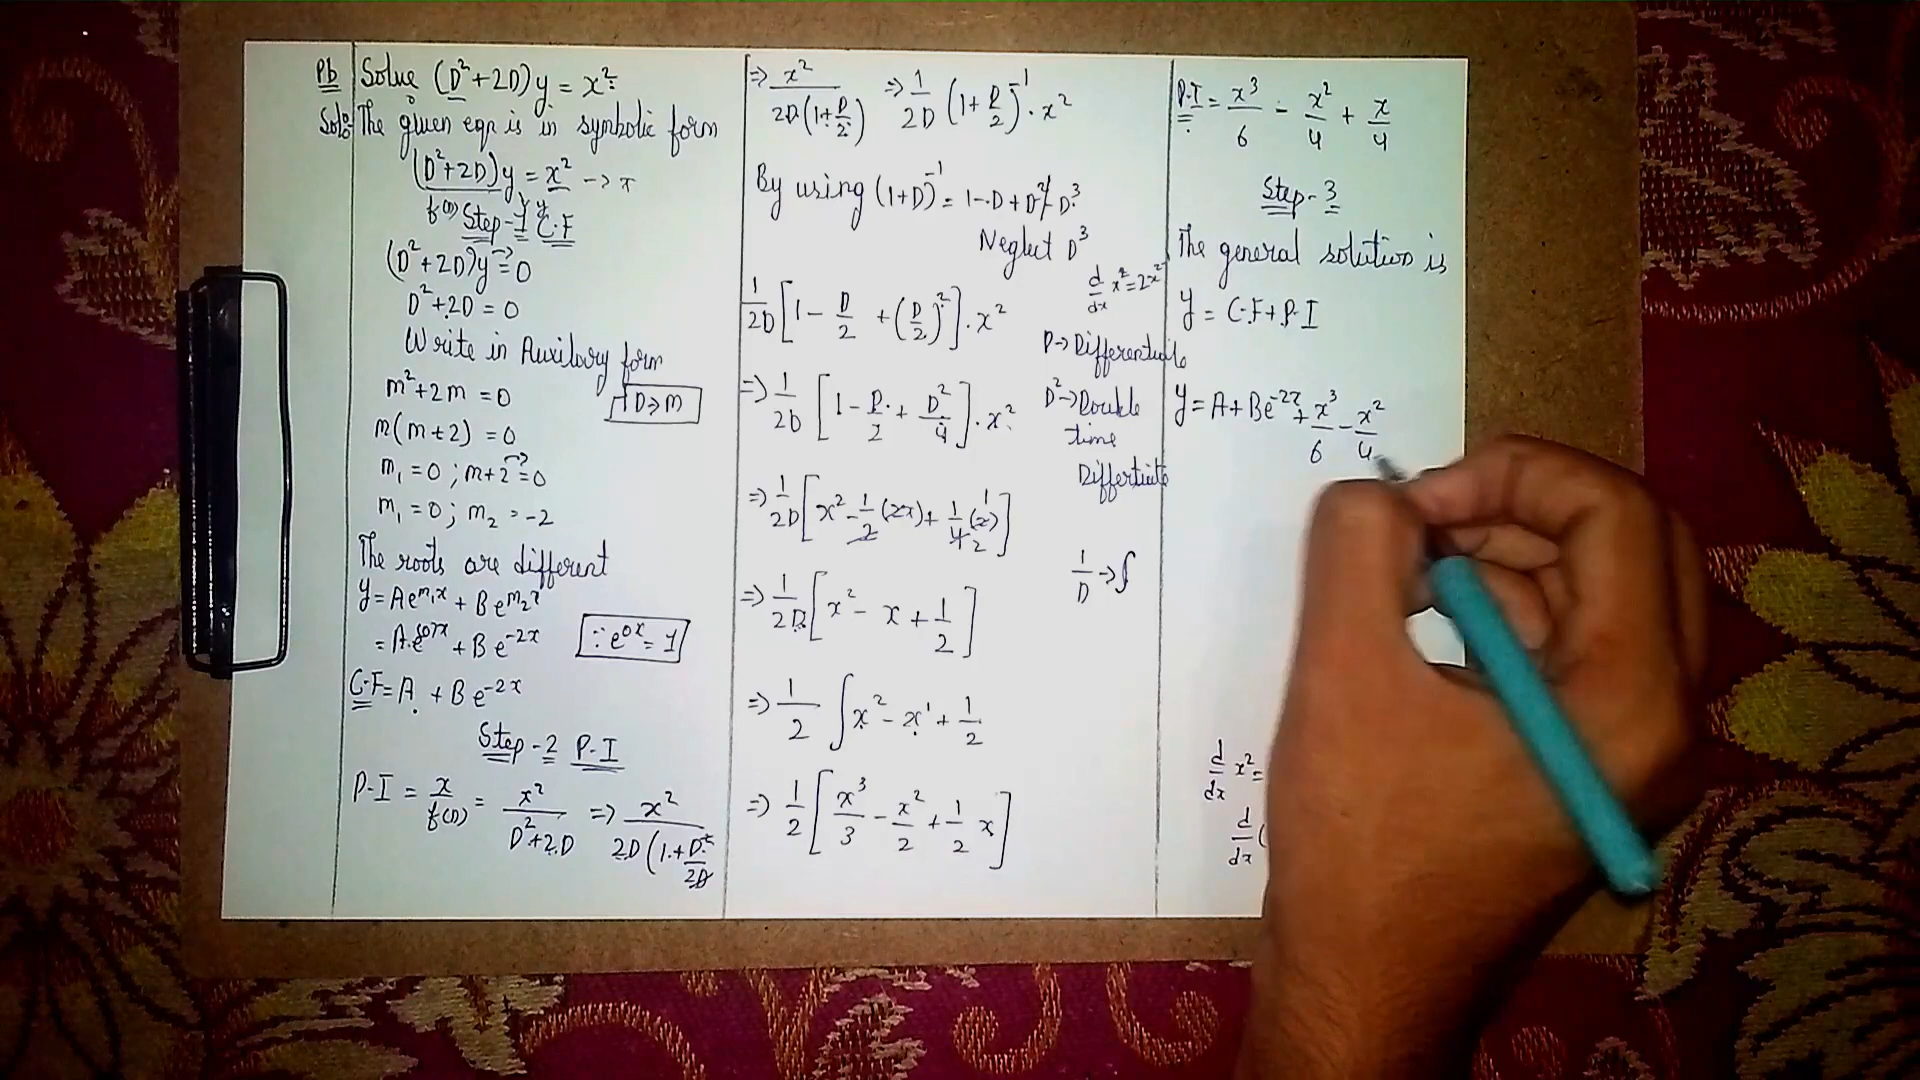 Pb Solve (D² + 2D)y = x²
Soln: The given eqn is in symbolic form
(D² + 2D)y = x² -> x
f(D)
Step-1 C.F
(D² + 2D)y = 0
D² + 2D = 0
Write in Auxilary form
m² + 2m = 0
D → m
m(m+2) = 0
m₁ = 0 ; m+2 = 0
m₁ = 0 ; m₂ = -2
The roots are different
y = Ae^m₁x + Be^m₂x
= A.e^(0)x + Be^-2x
∵ e^0x = 1
C.F = A + Be^-2x
Step-2 P-I
P-I = x/f(D) = x²/D²+2D => x²/2D(1+D²/2D)
=> x²/2D(1+D/2) => 1/2D (1+D/2)^-1 . x²
By using (1+D)^-1 = 1-D+D²-D³
Neglect D³
d/dx x² = 2x
1/2D [1 - D/2 + (D/2)²] . x²
D → Differentiate
=> 1/2D [1 - D/2 + D²/4] . x²
D² → Double
time
Differtiate
=> 1/2D [x² - 1/2 (2x) + 1/4 (2)]
1/D → ∫
=> 1/2D [x² - x + 1/2]
=> 1/2 ∫ x² - x¹ + 1/2
=> 1/2 [x³/3 - x²/2 + 1/2 x]
P.I = x³/6 - x²/4 + x/4
Step-3
The general solution is
y = C.F + P.I
y = A + Be^-2x + x³/6 - x²/4
d/dx x² =
d/dx (